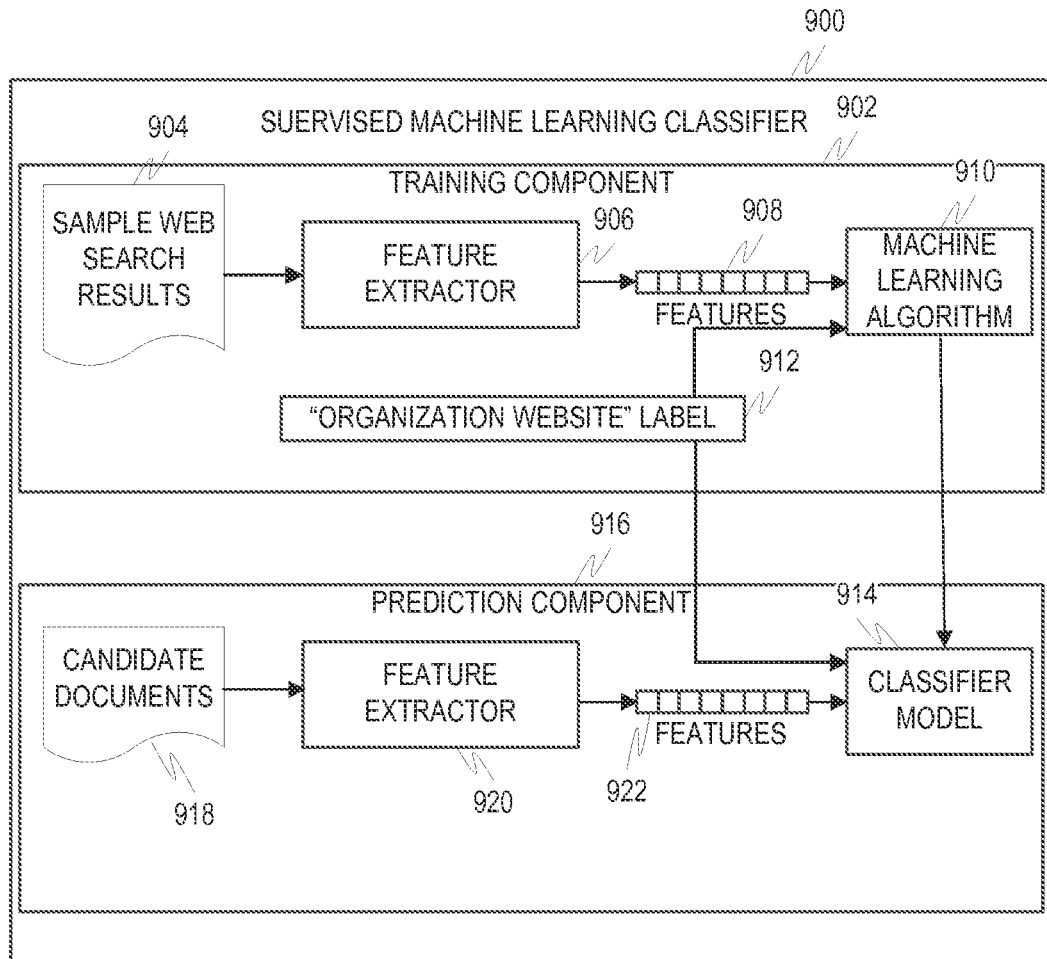 900
SUERVISED MACHINE LEARNING CLASSIFIER
902
904
TRAINING COMPONENT
910
SAMPLE WEB
SEARCH
RESULTS
FEATURE
EXTRACTOR
906
908
FEATURES
MACHINE
LEARNING
ALGORITHM
912
"ORGANIZATION WEBSITE" LABEL
916
PREDICTION COMPONENT
914
CANDIDATE
DOCUMENTS
FEATURE
EXTRACTOR
FEATURES
CLASSIFIER
MODEL
918
920
922